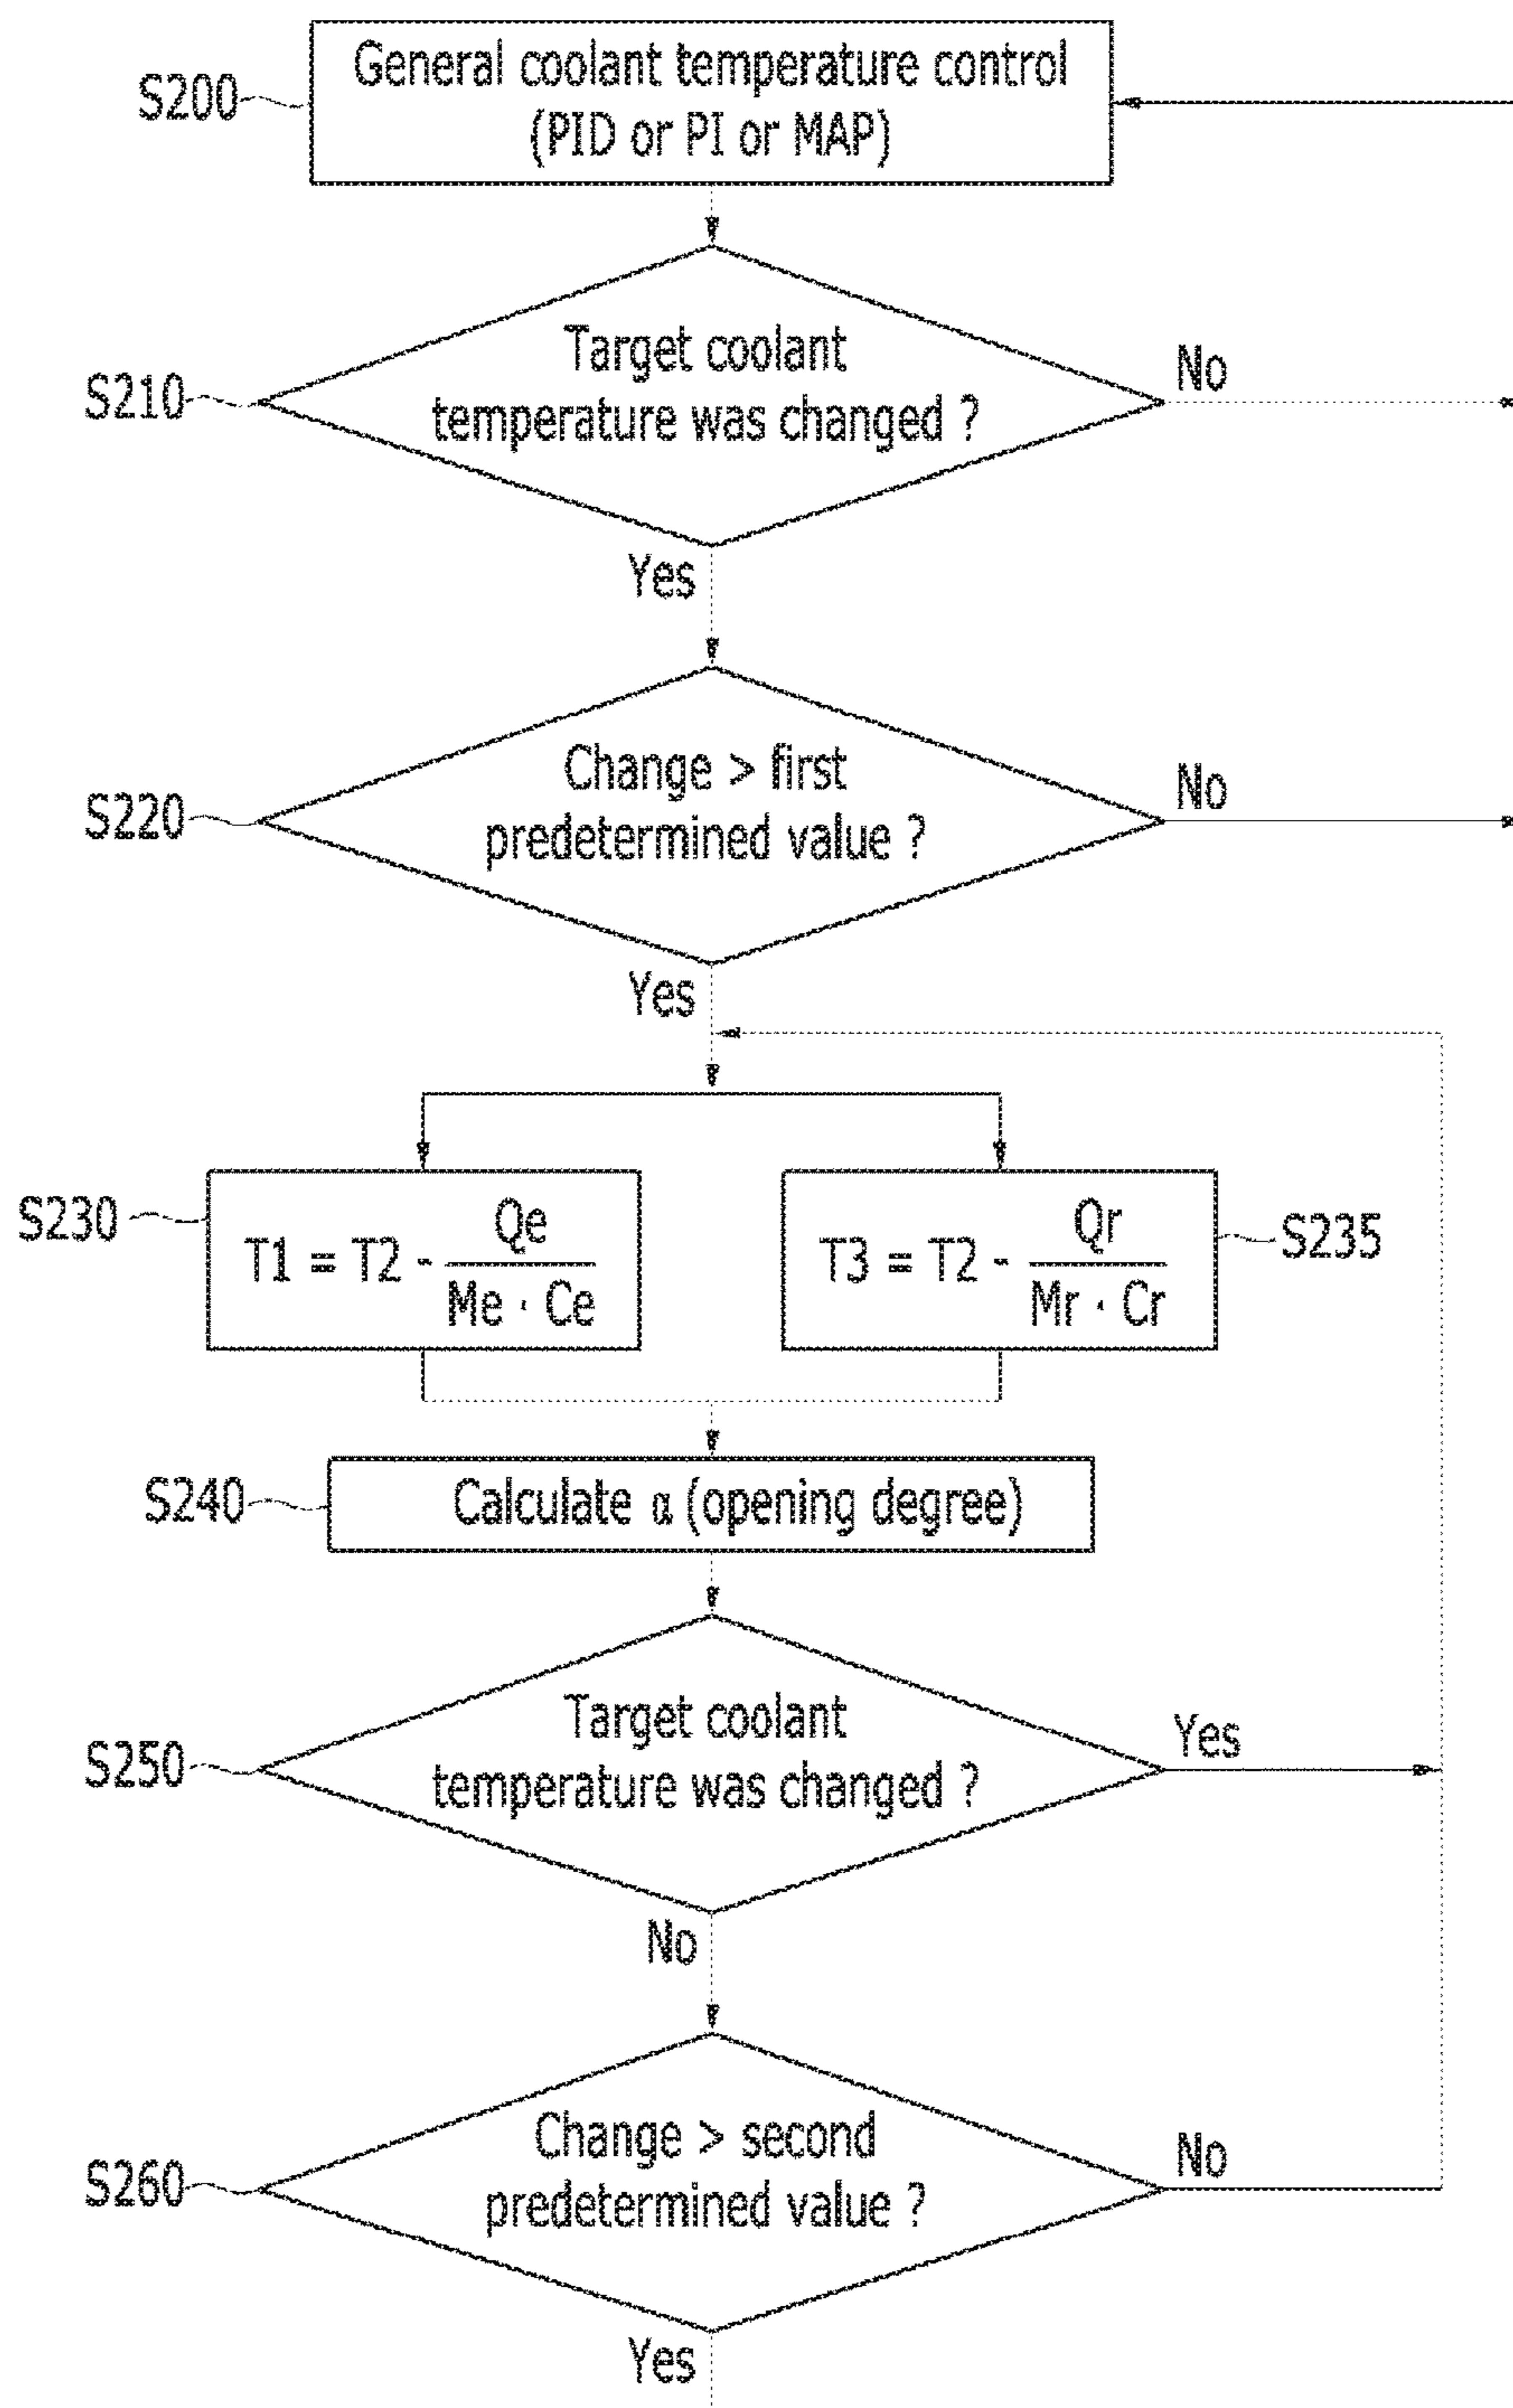 General coolant temperature control
(PID or PI or MAP)
S200
Target coolant
temperature was changed ?
S210
No
Yes
Change > first
predetermined value ?
S220
No
Yes
S230
T1 = T2 - Qe / Me · Ce
T3 = T2 - Qr / Mr · Cr
S235
S240
Calculate α (opening degree)
Target coolant
temperature was changed ?
S250
Yes
No
Change > second
predetermined value ?
S260
No
Yes